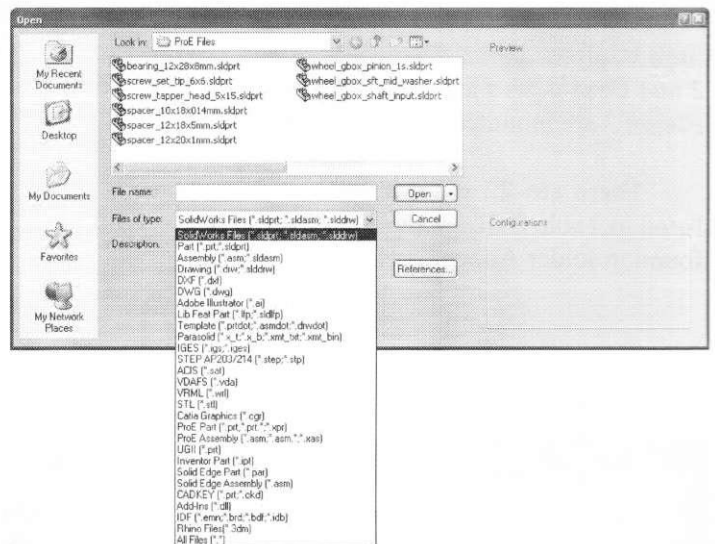 Open
Look in:
ProE Files
My Recent
Documents
Desktop
My Documents
Favorites
My Network
Places
bearing_12x28x8mm.sldprt
screw_set_tip_6x6.sldprt
screw_tapper_head_5x15.sldprt
spacer_10x18x014mm.sldprt
spacer_12x18x5mm.sldprt
spacer_12x20x1mm.sldprt
wheel_gbox_pinion_1s.sldprt
wheel_gbox_sft_mid_washer.sldprt
wheel_gbox_shaft_input.sldprt
Preview
File name:
Open
Files of type:
SolidWorks Files (*.sldprt; *.sldasm; *.slddrw)
Cancel
Configurations
Description:
References...
SolidWorks Files (*.sldprt; *.sldasm; *.slddrw)
Part (*.prt;*.sldprt)
Assembly (*.asm;*.sldasm)
Drawing (*.drw;*.slddrw)
DXF (*.dxf)
DWG (*.dwg)
Adobe Illustrator (*.ai)
Lib Feat Part (*.lfp;*.sldlfp)
Template (*.prtdot;*.asmdot;*.drwdot)
Parasolid (*.x_t;*.x_b;*.xmt_txt;*.xmt_bin)
IGES (*.igs;*.iges)
STEP AP203/214 (*.step;*.stp)
ACIS (*.sat)
VDAFS (*.vda)
VRML (*.wrl)
STL (*.stl)
Catia Graphics (*.cgr)
ProE Part (*.prt,*.prt.*;*.xpr)
ProE Assembly (*.asm;*.asm.*;*.xas)
UGII (*.prt)
Inventor Part (*.ipt)
Solid Edge Part (*.par)
Solid Edge Assembly (*.asm)
CADKEY (*.prt;*.ckd)
Add-Ins (*.dll)
IDF (*.emn;*.brd;*.bdf;*.idb)
Rhino Files(*.3dm)
All Files (*.*)